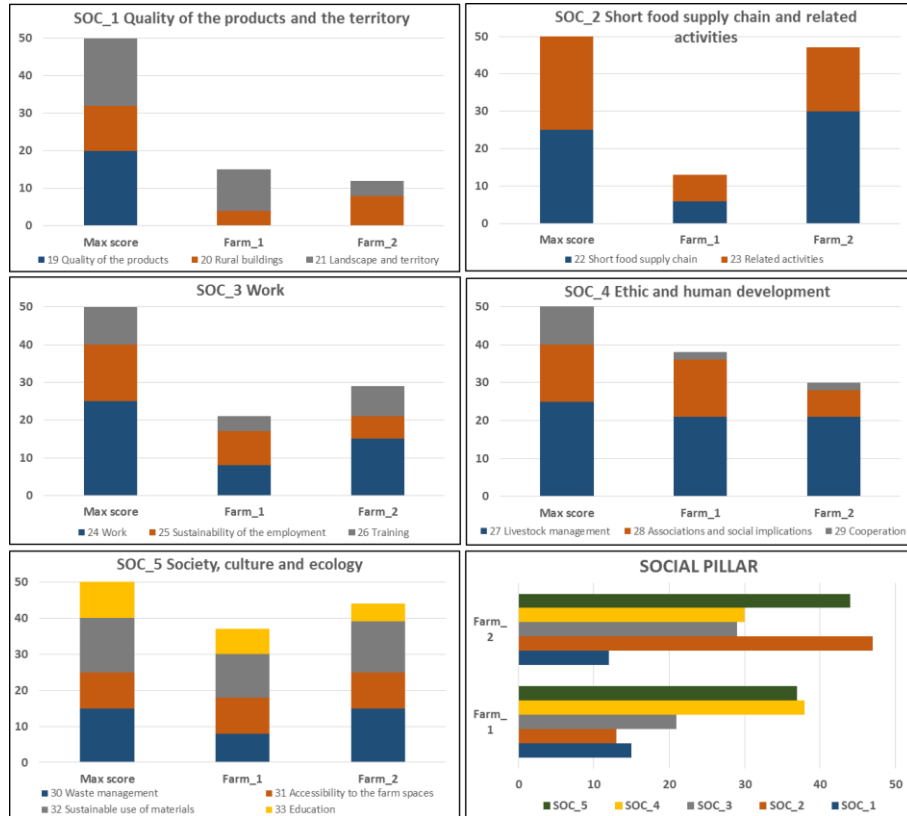 SOC_1 Quality of the products and the territory
50
40
30
20
10
0
Max score Farm_1 Farm_2
19 Quality of the products 20 Rural buildings 21 Landscape and territory
SOC_2 Short food supply chain and related
activities
50
40
30
20
10
0
Max score Farm_1 Farm_2
22 Short food supply chain 23 Related activities
SOC_3 Work
50
40
30
20
10
0
Max score Farm_1 Farm_2
24 Work 25 Sustainability of the employment 26 Training
SOC_4 Ethic and human development
50
40
30
20
10
0
Max score Farm_1 Farm_2
27 Livestock management 28 Associations and social implications 29 Cooperation
SOC_5 Society, culture and ecology
50
40
30
20
10
0
Max score Farm_1 Farm_2
30 Waste management 31 Accessibility to the farm spaces
32 Sustainable use of materials 33 Education
SOCIAL PILLAR
Farm_
2
Farm_
1
0 10 20 30 40 50
SOC_5 SOC_4 SOC_3 SOC_2 SOC_1